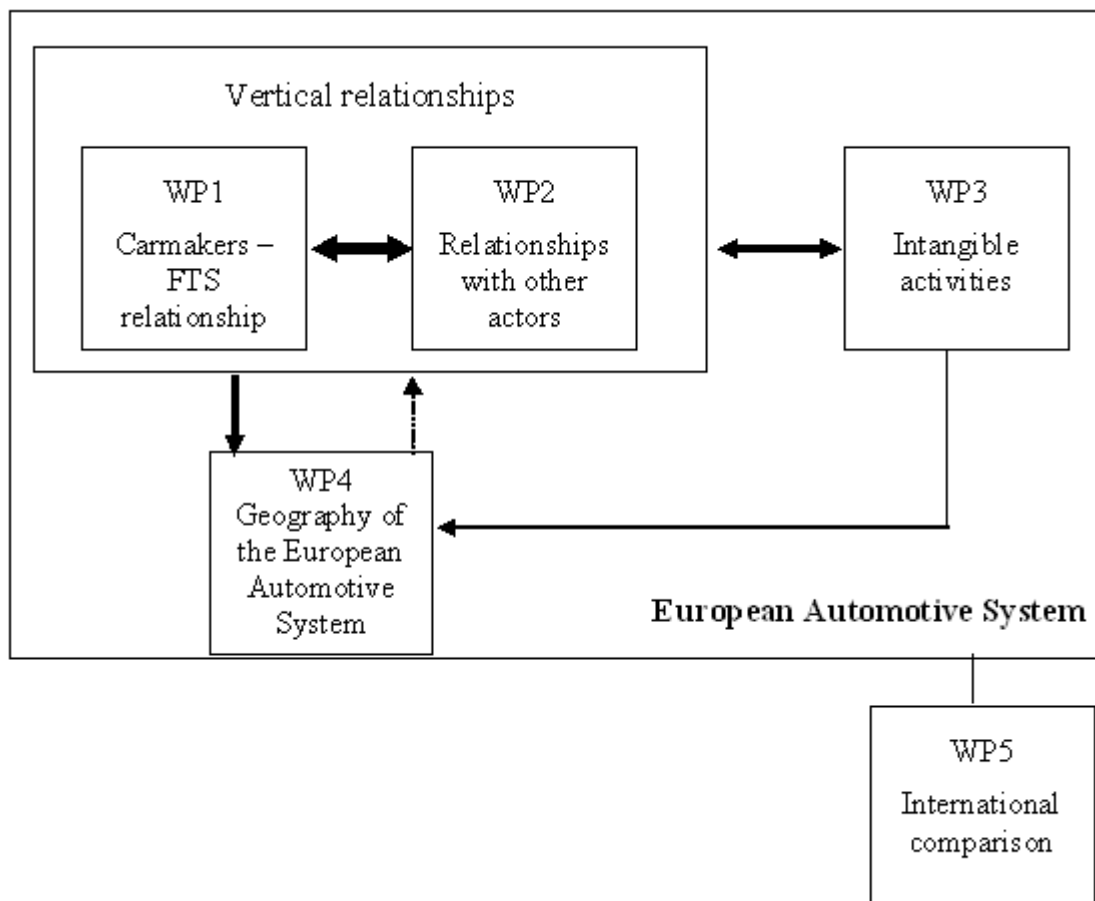 Vertical relationships
WP1
Carmakers –
FTS
relationship
WP2
Relationships
with other
actors
WP3
Intangible
activities
WP4
Geography of
the European
Automotive
System
European Automotive System
WP5
International
comparison